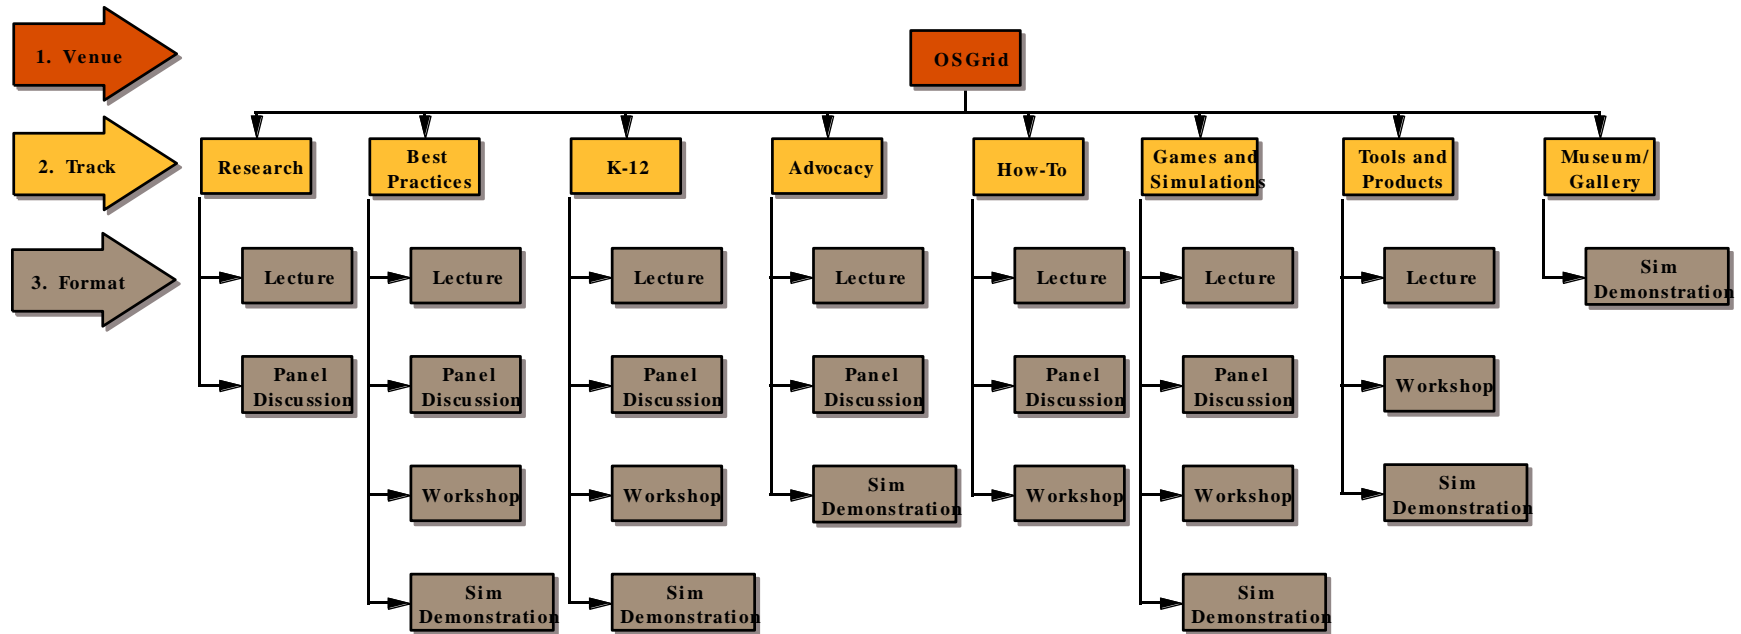 1. Venue
OSGrid
2. Track
Research
Best
Practices
K-12
Advocacy
How-To
Games and
Simulations
Tools and
Products
Museum/
Gallery
3. Format
Lecture
Lecture
Lecture
Lecture
Lecture
Lecture
Lecture
Sim
Demonstration
Panel
Discussion
Panel
Discussion
Panel
Discussion
Panel
Discussion
Panel
Discussion
Panel
Discussion
Workshop
Workshop
Workshop
Sim
Demonstration
Workshop
Workshop
Sim
Demonstration
Sim
Demonstration
Sim
Demonstration
Sim
Demonstration